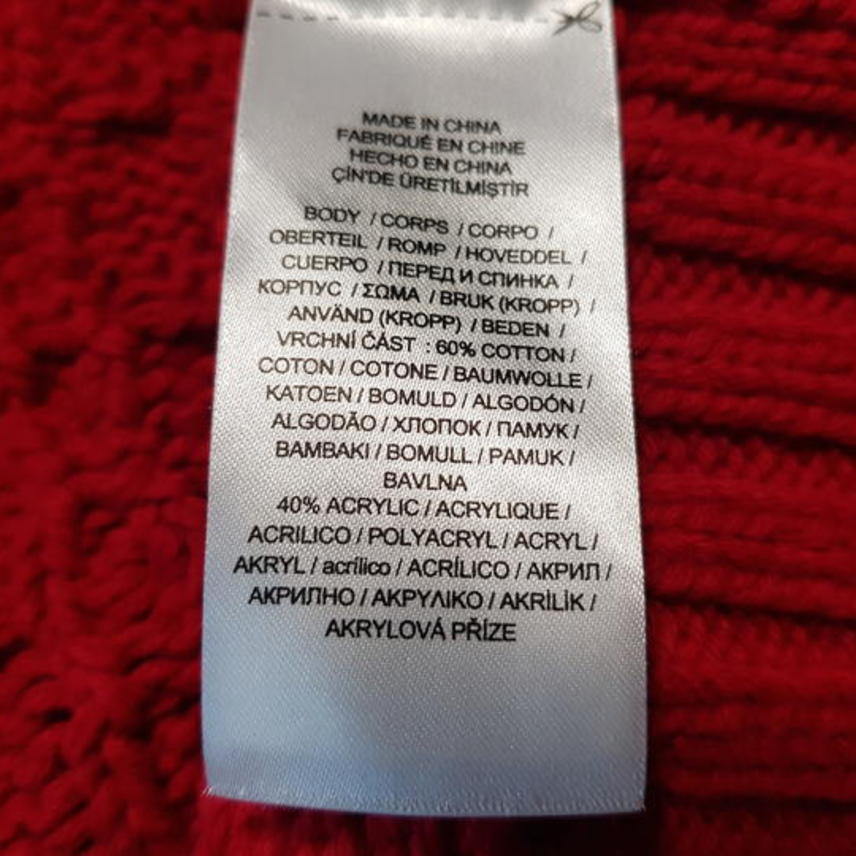 MADE IN CHINA
FABRIQUÉ EN CHINE
HECHO EN CHINA
ÇİN'DE ÜRETİLMİŞTİR
BODY / CORPS / CORPO /
OBERTEIL / ROMP / HOVEDDEL /
CUERPO / ПЕРЕД И СПИНКА /
КОРПУС / ΣΩΜΑ / BRUK (KROPP) /
ANVÄND (KROPP) / BEDEN /
VRCHNÍ ČÁST : 60% COTTON /
COTON / COTONE / BAUMWOLLE /
KATOEN / BOMULD / ALGODÓN /
ALGODÃO / ХЛОПОК / ПАМУК /
BAMBAKI / BOMULL / PAMUK /
BAVLNA
40% ACRYLIC / ACRYLIQUE /
ACRILICO / POLYACRYL / ACRYL /
AKRYL / acrílico / ACRÍLICO / АКРИЛ /
АКРИЛНО / ΑΚΡΥΛΙΚΟ / AKRİLİK /
AKRYLOVÁ PŘÍZE